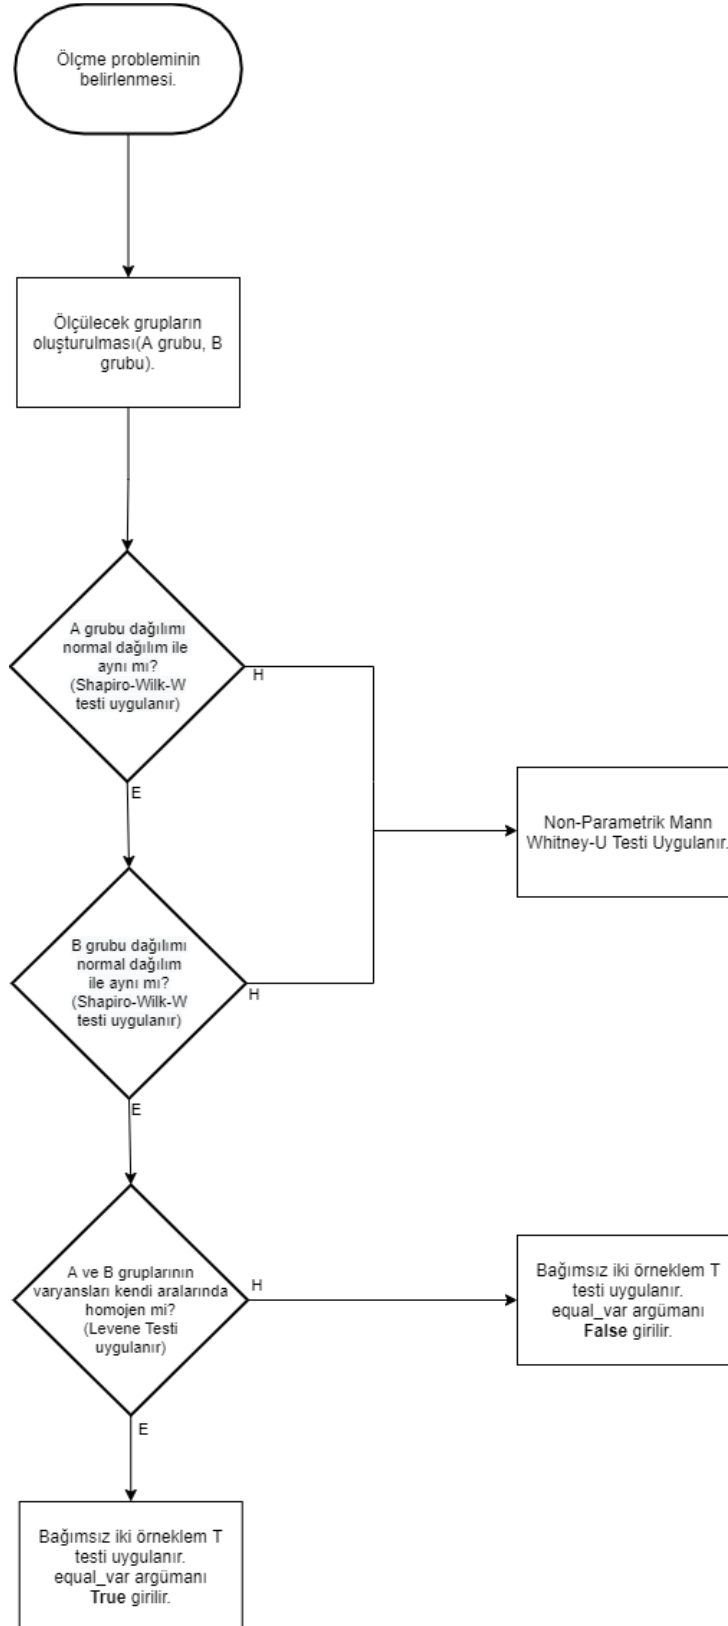 Ölçme probleminin
belirlenmesi.
Ölçülecek grupların
oluşturulması(A grubu, B
grubu).
A grubu dağılımı
normal dağılım ile
aynı mı?
(Shapiro-Wilk-W
testi uygulanır)
H
E
Non-Parametrik Mann
Whitney-U Testi Uygulanır.
B grubu dağılımı
normal dağılım
ile aynı mı?
(Shapiro-Wilk-W
testi uygulanır)
H
E
A ve B gruplarının
varyansları kendi aralarında
homojen mi?
(Levene Testi
uygulanır)
H
E
Bağımsız iki örneklem T
testi uygulanır.
equal_var argümanı
False girilir.
Bağımsız iki örneklem T
testi uygulanır.
equal_var argümanı
True girilir.